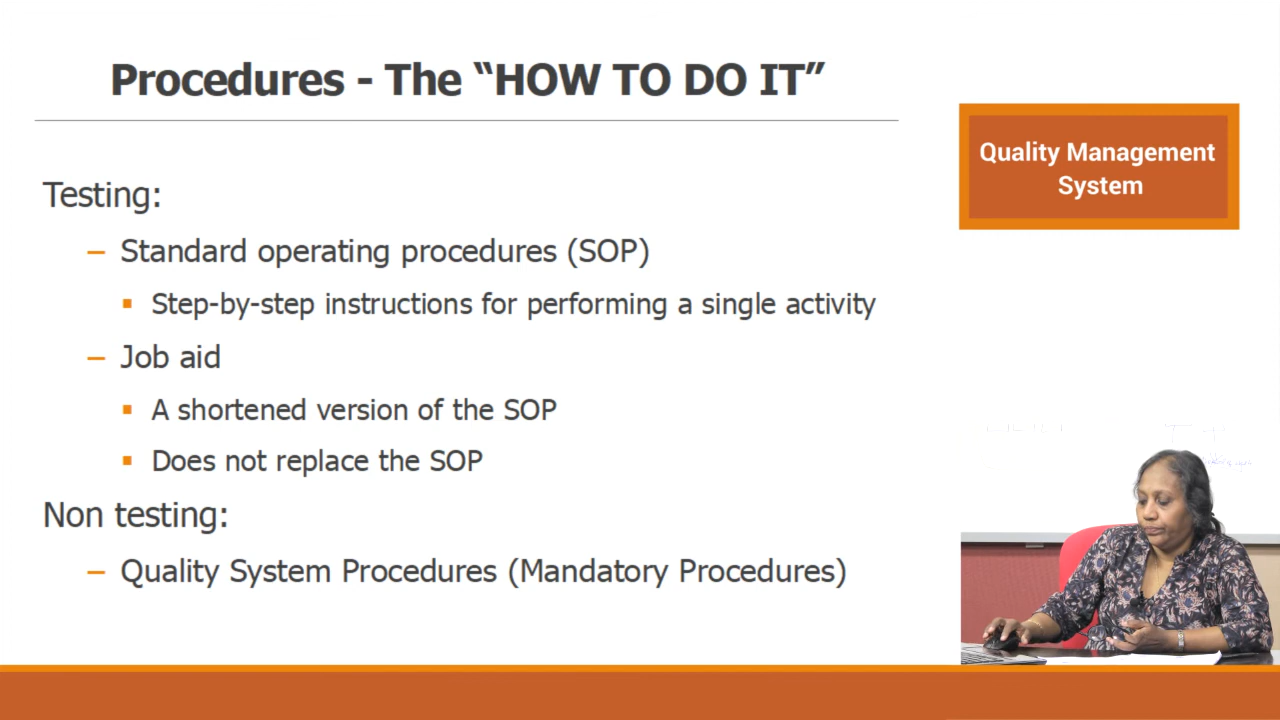 Procedures - The “HOW TO DO IT”
Quality Management
System
Testing:
– Standard operating procedures (SOP)
▪ Step-by-step instructions for performing a single activity
– Job aid
▪ A shortened version of the SOP
▪ Does not replace the SOP
Non testing:
– Quality System Procedures (Mandatory Procedures)